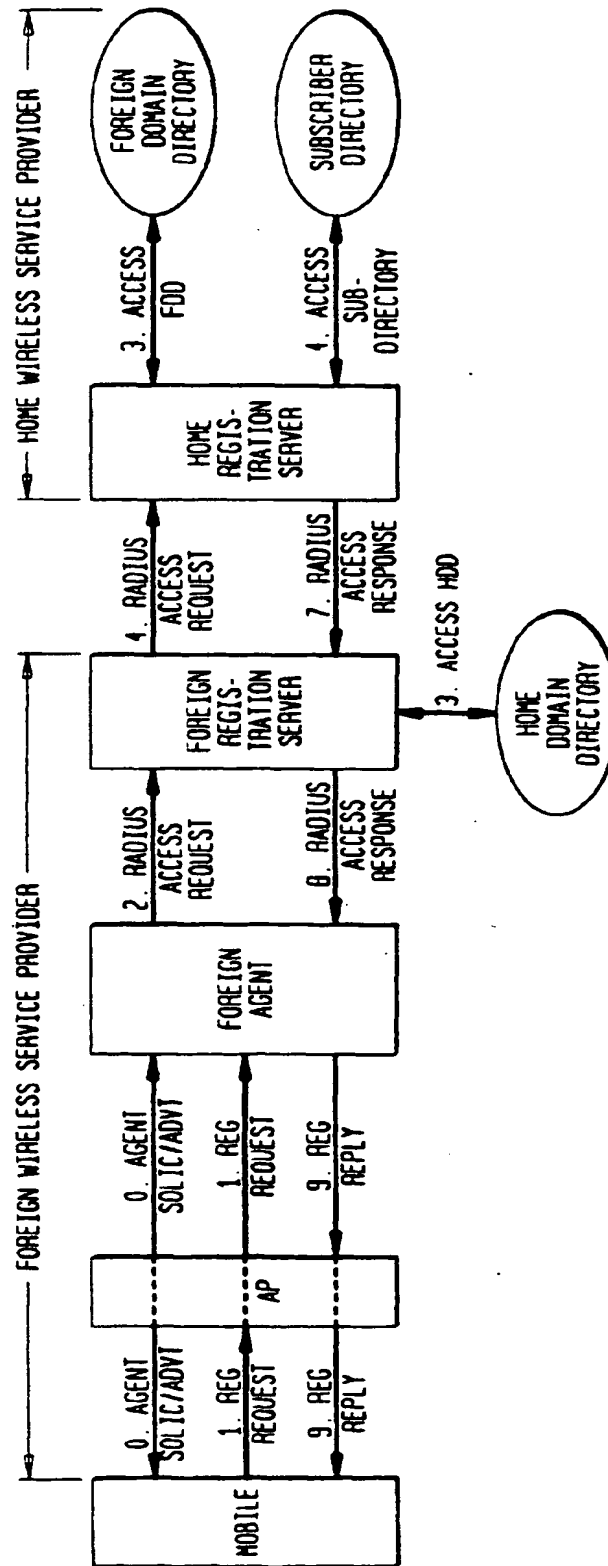 HOME WIRELESS SERVICE PROVIDER
FOREIGN WIRELESS SERVICE PROVIDER
MOBILE
0. AGENT
SOLIC/ADVT
1. REG
REQUEST
9. REG
REPLY
AP
0. AGENT
SOLIC/ADVT
1. REG
REQUEST
9. REG
REPLY
FOREIGN
AGENT
2. RADIUS
ACCESS
REQUEST
8. RADIUS
ACCESS
RESPONSE
FOREIGN
REGIS-
TRATION
SERVER
3. ACCESS HDD
HOME
DOMAIN
DIRECTORY
4. RADIUS
ACCESS
REQUEST
7. RADIUS
ACCESS
RESPONSE
HOME
REGIS-
TRATION
SERVER
3. ACCESS
FDD
4. ACCESS
SUB-
DIRECTORY
FOREIGN
DOMAIN
DIRECTORY
SUBSCRIBER
DIRECTORY